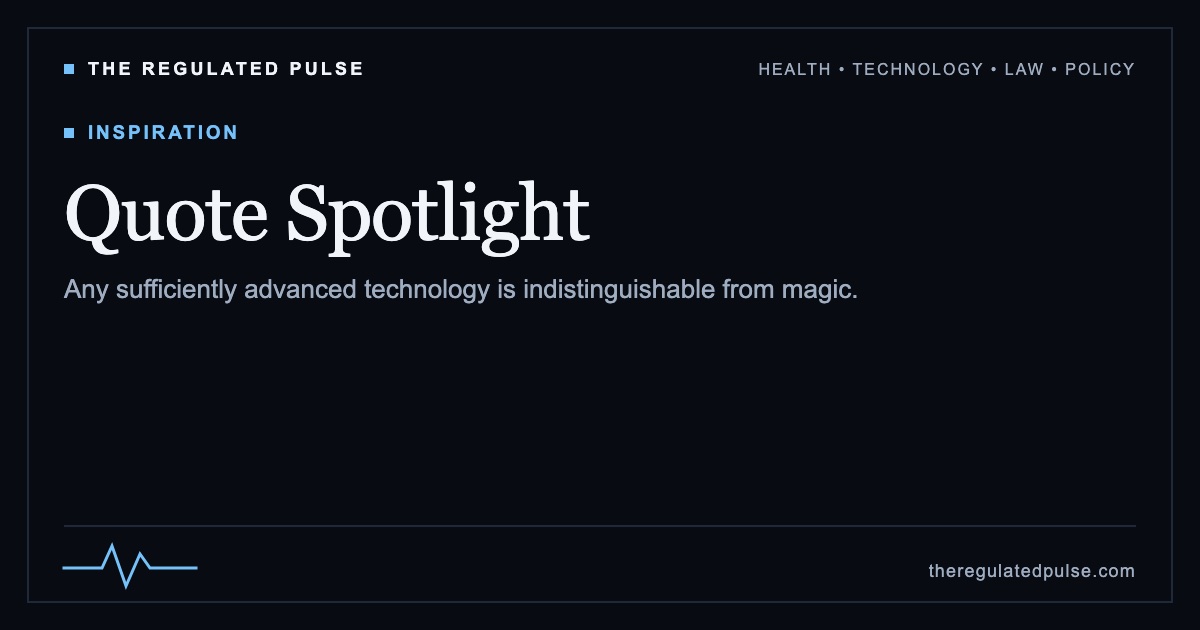 THE REGULATED PULSE
HEALTH • TECHNOLOGY • LAW • POLICY
INSPIRATION
Quote Spotlight
Any sufficiently advanced technology is indistinguishable from magic.
theregulatedpulse.com